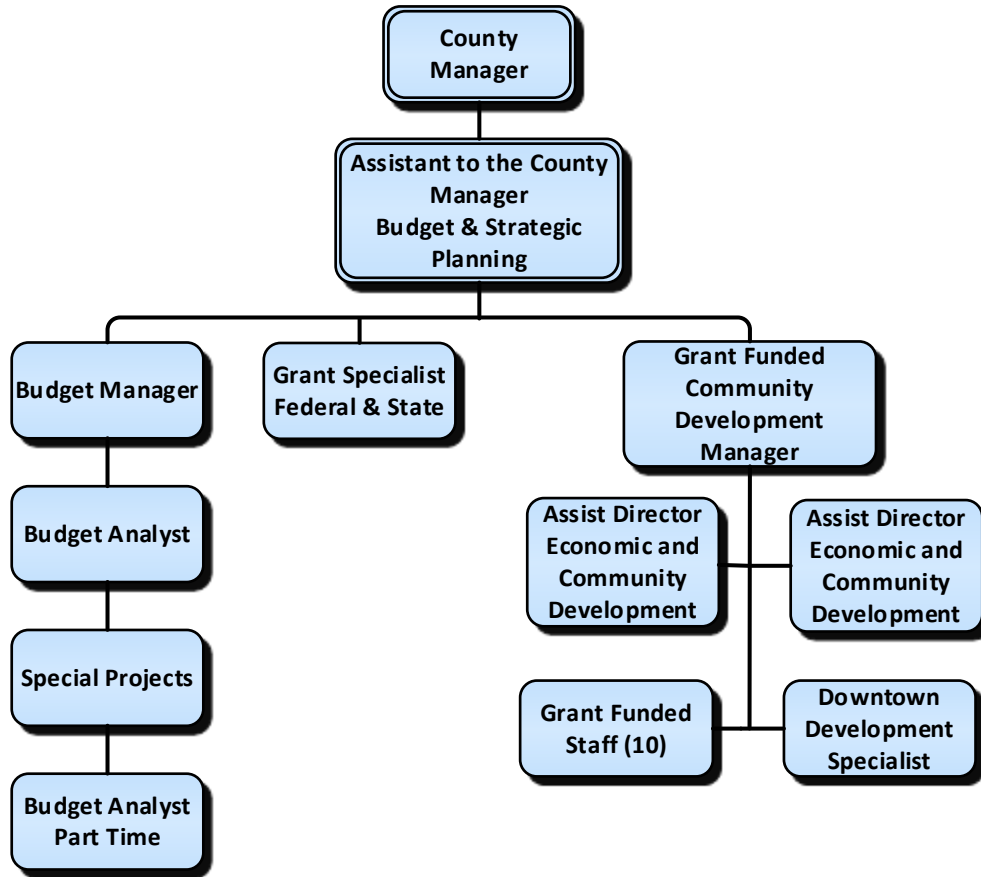 County
Manager
Assistant to the County
Manager
Budget & Strategic
Planning
Budget Manager
Grant Specialist
Federal & State
Grant Funded
Community
Development
Manager
Budget Analyst
Assist Director
Economic and
Community
Development
Assist Director
Economic and
Community
Development
Special Projects
Grant Funded
Staff (10)
Downtown
Development
Specialist
Budget Analyst
Part Time